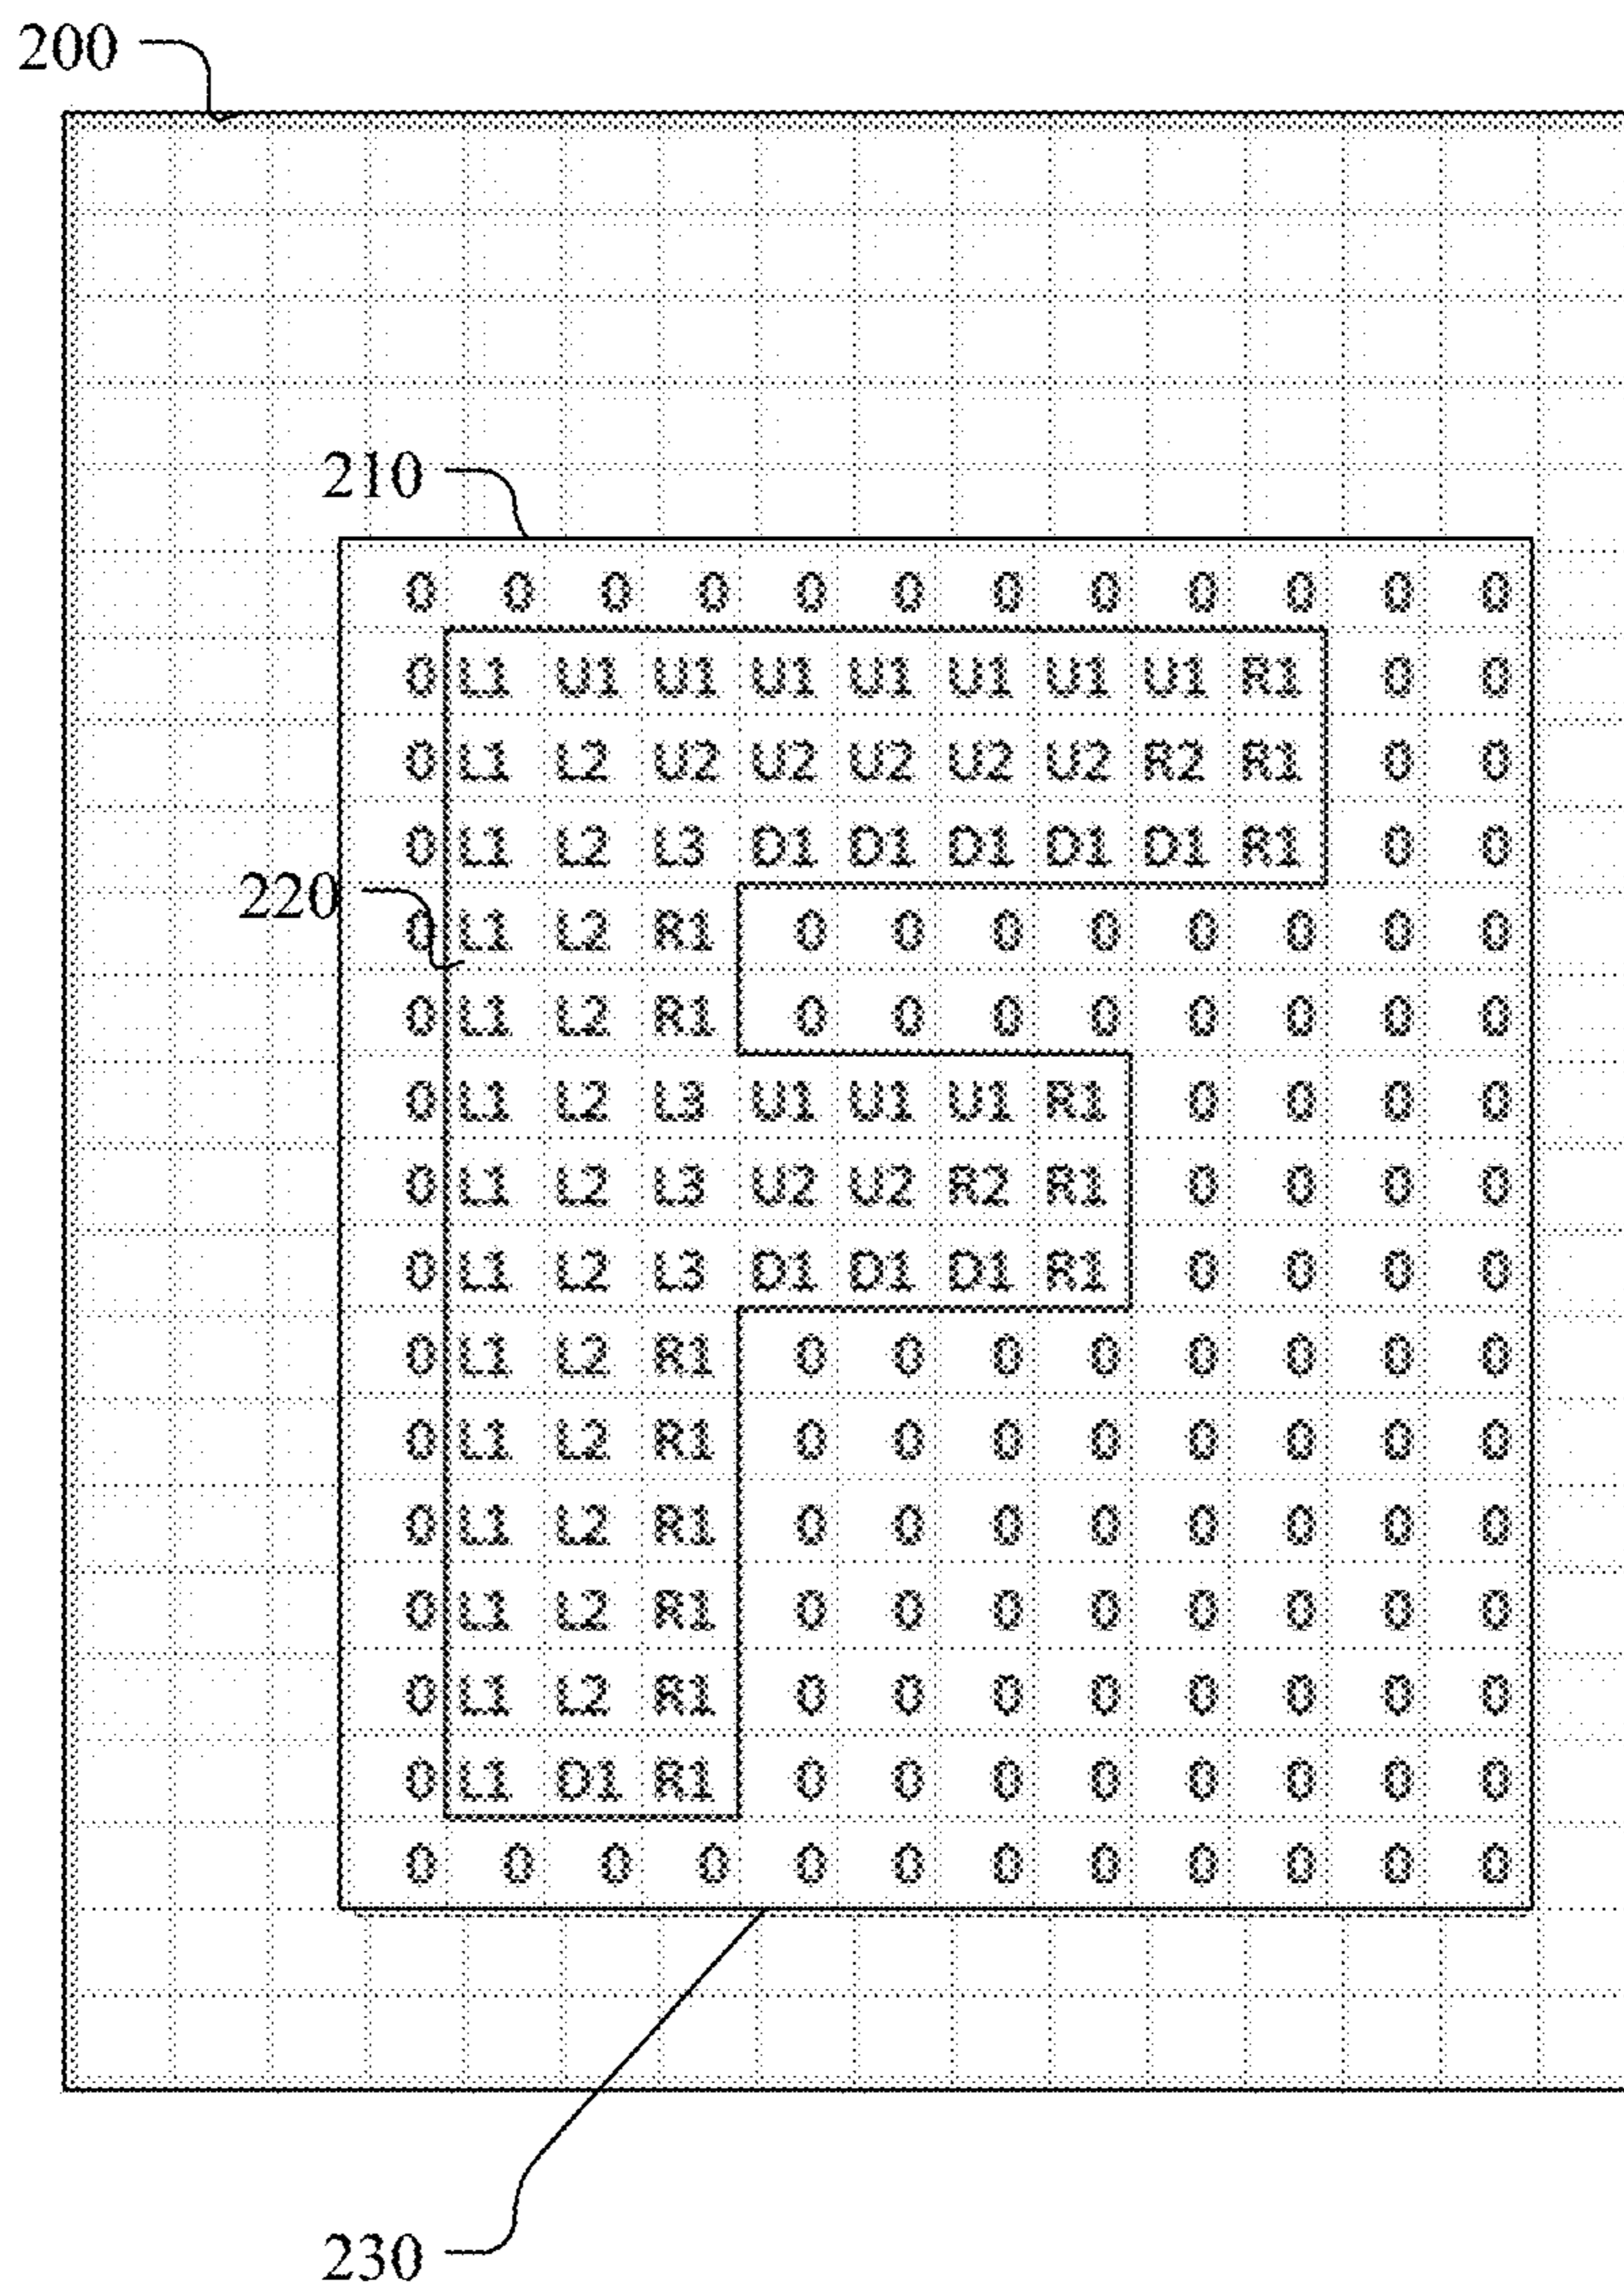 200
210
0 0 0 0 0 0 0 0 0 0 0 0
0 L1 U1 U1 U1 U1 U1 U1 U1 R1 0 0
0 L1 L2 U2 U2 U2 U2 U2 R2 R1 0 0
0 L1 L2 L3 D1 D1 D1 D1 D1 R1 0 0
220
0 L1 L2 R1 0 0 0 0 0 0 0 0
0 L1 L2 R1 0 0 0 0 0 0 0 0
0 L1 L2 L3 U1 U1 U1 R1 0 0 0 0
0 L1 L2 L3 U2 U2 R2 R1 0 0 0 0
0 L1 L2 L3 D1 D1 D1 R1 0 0 0 0
0 L1 L2 R1 0 0 0 0 0 0 0 0
0 L1 L2 R1 0 0 0 0 0 0 0 0
0 L1 L2 R1 0 0 0 0 0 0 0 0
0 L1 L2 R1 0 0 0 0 0 0 0 0
0 L1 L2 R1 0 0 0 0 0 0 0 0
0 L1 D1 R1 0 0 0 0 0 0 0 0
0 0 0 0 0 0 0 0 0 0 0 0
230